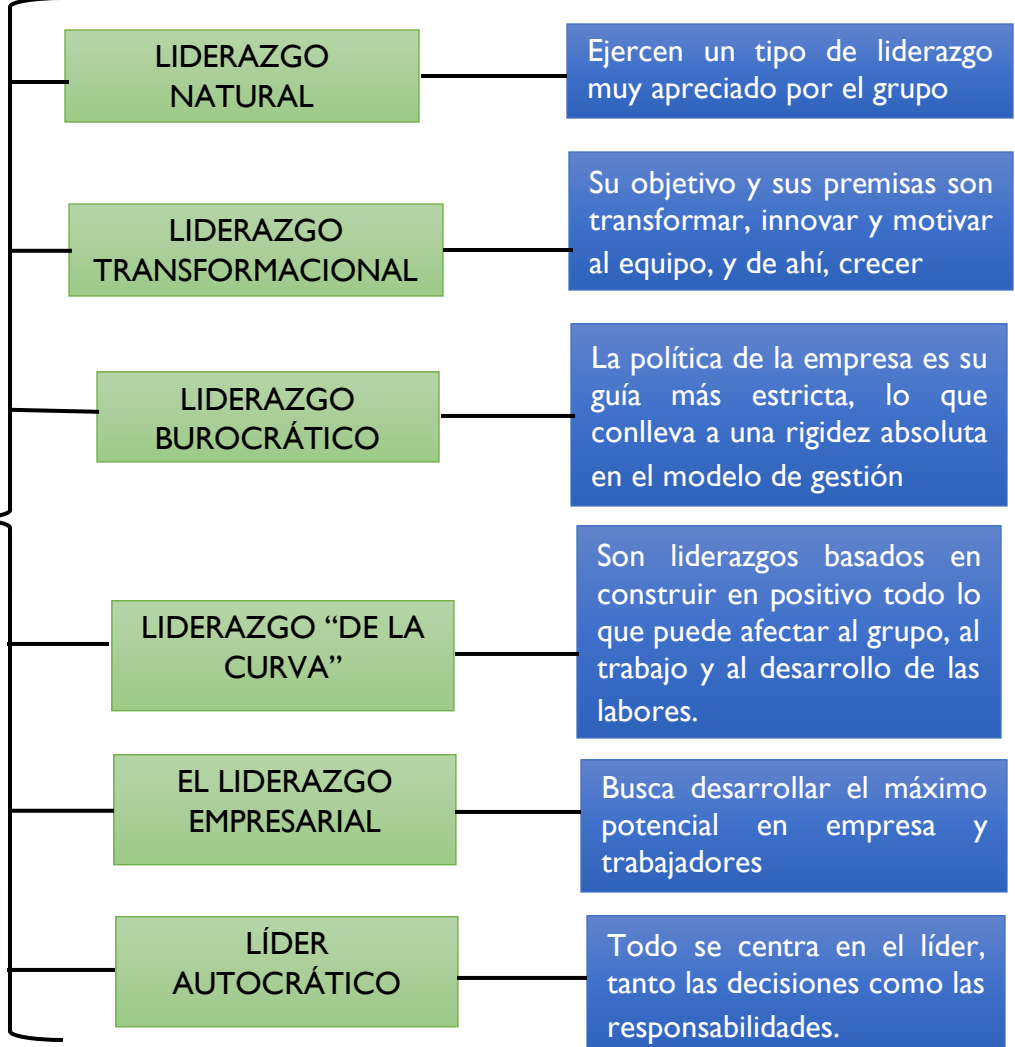 LIDERAZGO
NATURAL
Ejercen un tipo de liderazgo
muy apreciado por el grupo
LIDERAZGO
TRANSFORMACIONAL
Su objetivo y sus premisas son
transformar, innovar y motivar
al equipo, y de ahí, crecer
LIDERAZGO
BUROCRÁTICO
La política de la empresa es su
guía más estricta, lo que
conlleva a una rigidez absoluta
en el modelo de gestión
LIDERAZGO “DE LA
CURVA”
Son liderazgos basados en
construir en positivo todo lo
que puede afectar al grupo, al
trabajo y al desarrollo de las
labores.
EL LIDERAZGO
EMPRESARIAL
Busca desarrollar el máximo
potencial en empresa y
trabajadores
LÍDER
AUTOCRÁTICO
Todo se centra en el líder,
tanto las decisiones como las
responsabilidades.